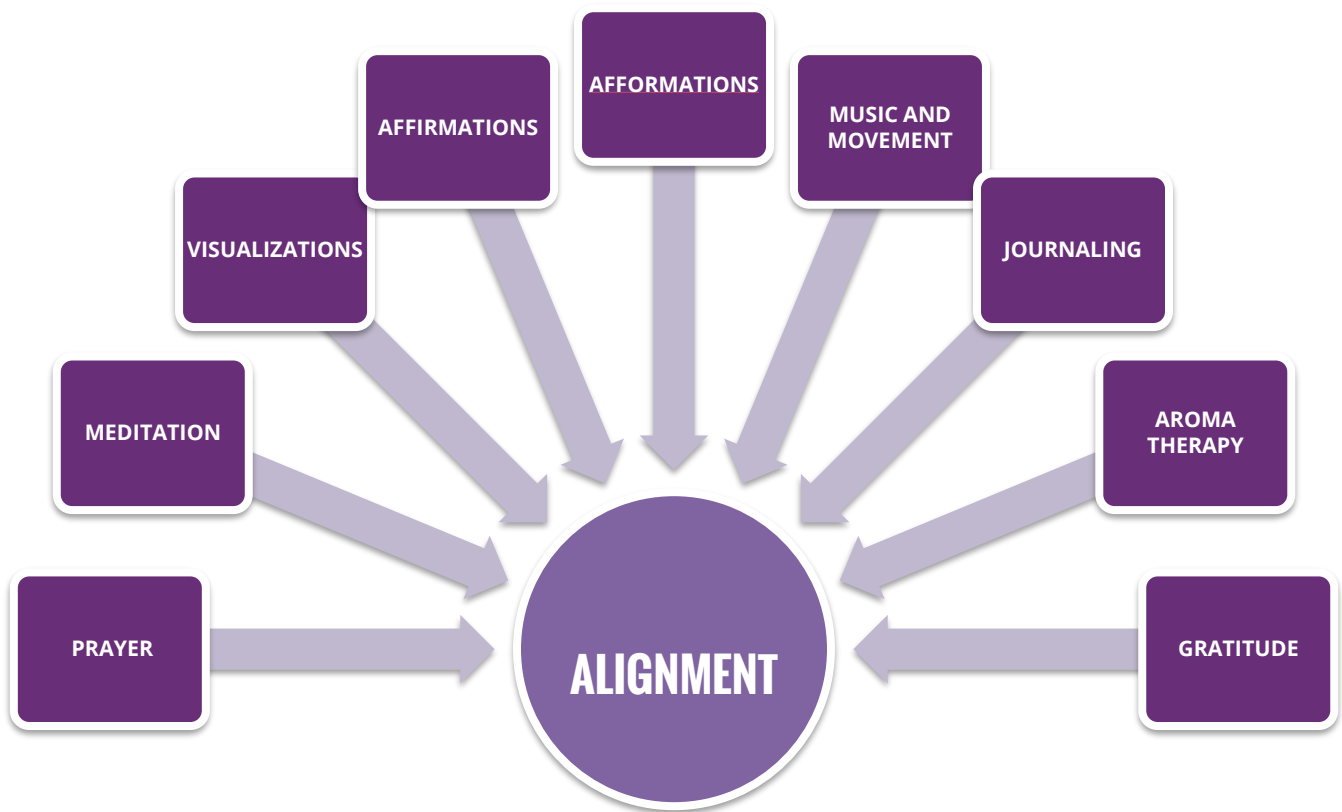 PRAYER
MEDITATION
VISUALIZATIONS
AFFIRMATIONS
AFFORMATIONS
MUSIC AND
MOVEMENT
JOURNALING
AROMA
THERAPY
GRATITUDE
ALIGNMENT